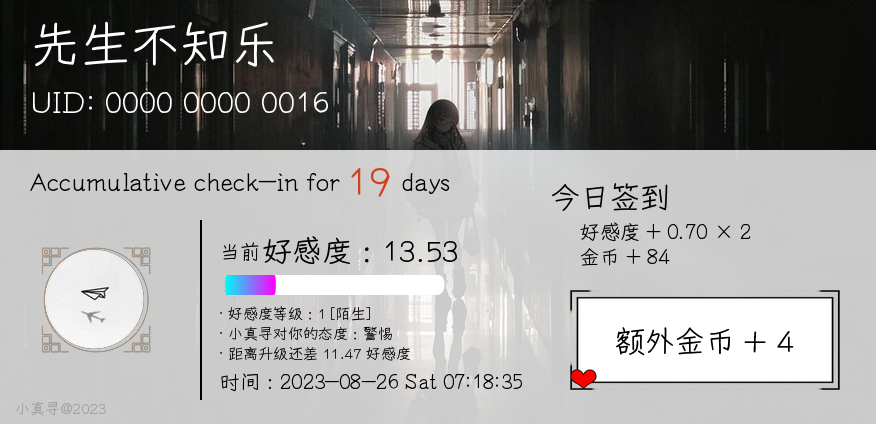 先生不知乐
UID: 0000 0000 0016
Accumulative check-in for 19 days
当前好感度：13.53
·好感度等级：1 [陌生]
·小真寻对你的态度：警惕
·距离升级还差 11.47 好感度
时间：2023-08-26 Sat 07:18:35
今日签到
好感度 + 0.70 × 2
金币 + 84
额外金币 + 4
小真寻@2023